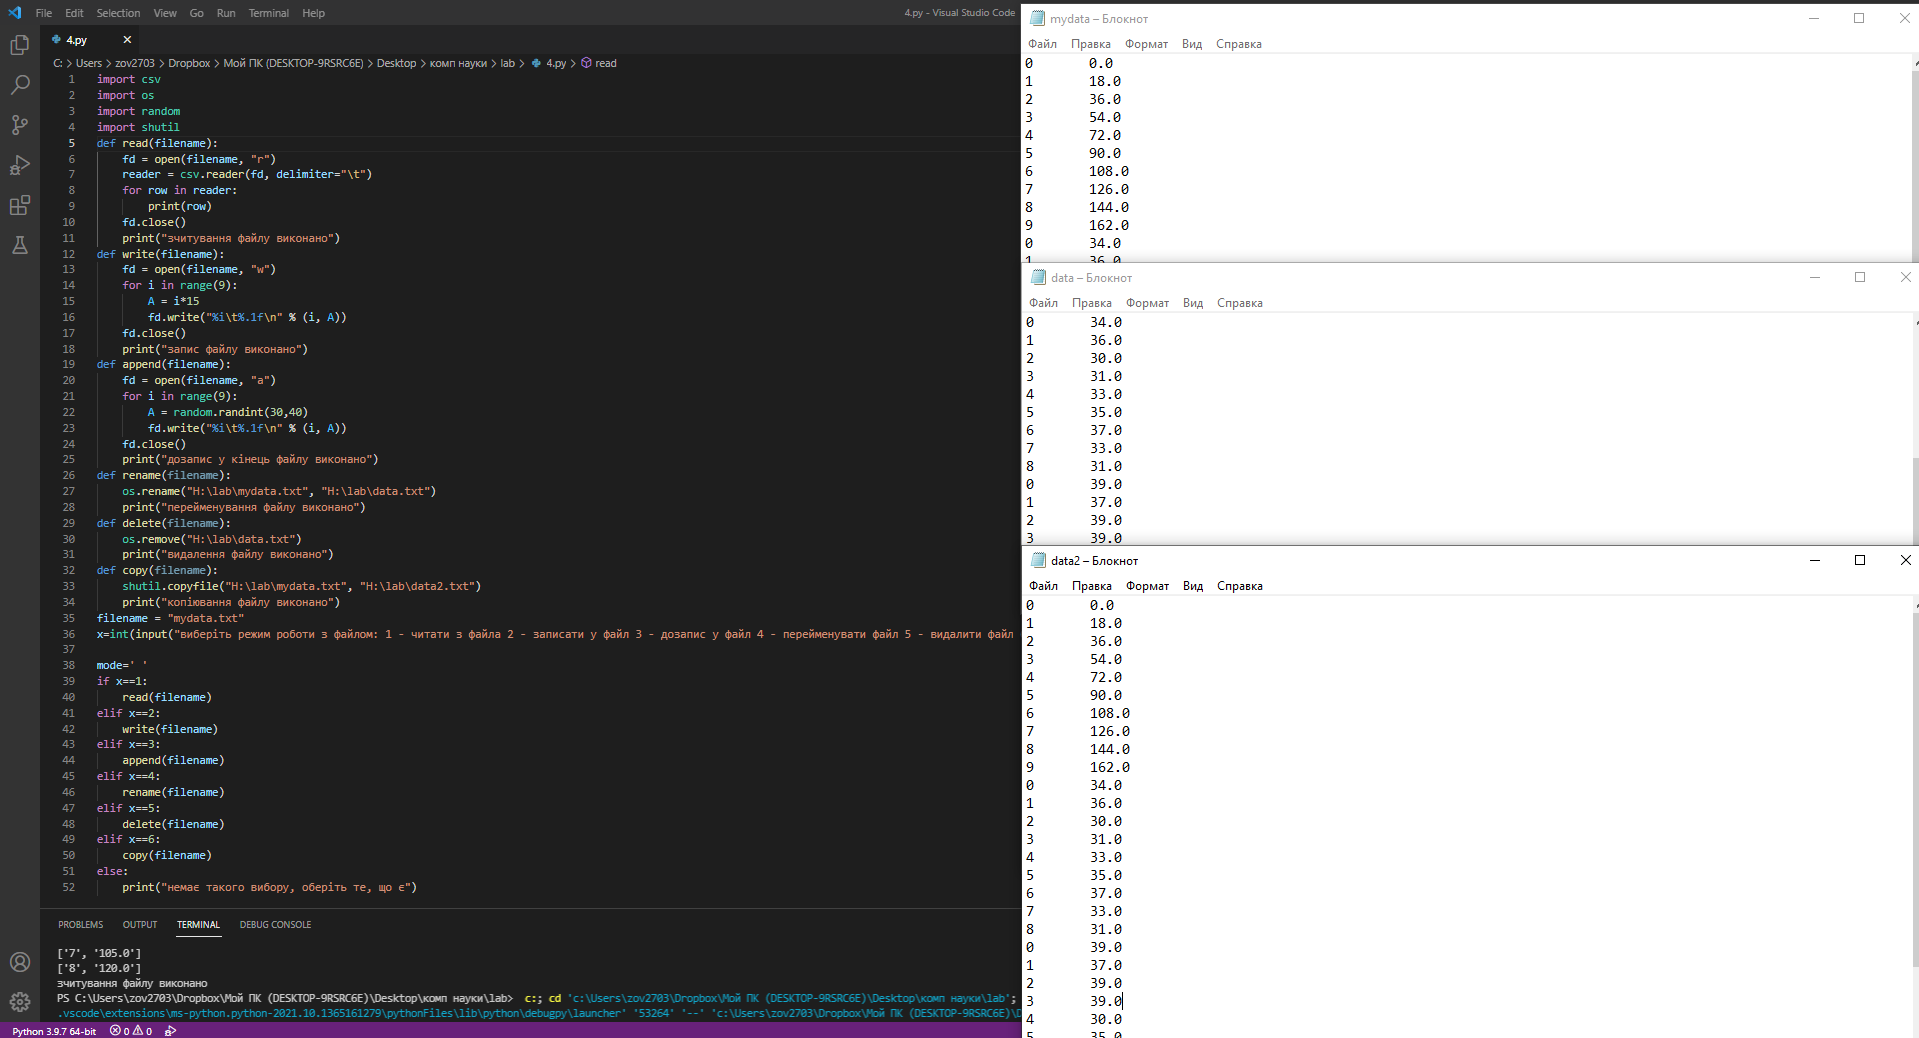 File Edit Selection View Go Run Terminal Help
4.py - Visual Studio Code
4.py
C: > Users > zov2703 > Dropbox > Мой ПК (DESKTOP-9RSRC6E) > Desktop > комп науки > lab > 4.py > read
1 import csv
2 import os
3 import random
4 import shutil
5 def read(filename):
6 fd = open(filename, "r")
7 reader = csv.reader(fd, delimiter="\t")
8 for row in reader:
9 print(row)
10 fd.close()
11 print("зчитування файлу виконано")
12 def write(filename):
13 fd = open(filename, "w")
14 for i in range(9):
15 A = i*15
16 fd.write("%i\t%.1f\n" % (i, A))
17 fd.close()
18 print("запис файлу виконано")
19 def append(filename):
20 fd = open(filename, "a")
21 for i in range(9):
22 A = random.randint(30,40)
23 fd.write("%i\t%.1f\n" % (i, A))
24 fd.close()
25 print("дозапис у кінець файлу виконано")
26 def rename(filename):
27 os.rename("H:\lab\mydata.txt", "H:\lab\data.txt")
28 print("перейменування файлу виконано")
29 def delete(filename):
30 os.remove("H:\lab\data.txt")
31 print("видалення файлу виконано")
32 def copy(filename):
33 shutil.copyfile("H:\lab\mydata.txt", "H:\lab\data2.txt")
34 print("копіювання файлу виконано")
35 filename = "mydata.txt"
36 x=int(input("виберіть режим роботи з файлом: 1 - читати з файла 2 - записати у файл 3 - дозапис у файл 4 - перейменувати файл 5 - видалити файл
37
38 mode=' '
39 if x==1:
40 read(filename)
41 elif x==2:
42 write(filename)
43 elif x==3:
44 append(filename)
45 elif x==4:
46 rename(filename)
47 elif x==5:
48 delete(filename)
49 elif x==6:
50 copy(filename)
51 else:
52 print("немає такого вибору, оберіть те, що є")
PROBLEMS OUTPUT TERMINAL DEBUG CONSOLE
['7', '105.0']
['8', '120.0']
зчитування файлу виконано
PS C:\Users\zov2703\Dropbox\Мой ПК (DESKTOP-9RSRC6E)\Desktop\комп науки\lab> c:; cd 'c:\Users\zov2703\Dropbox\Мой ПК (DESKTOP-9RSRC6E)\Desktop\комп науки\lab';
.vscode\extensions\ms-python.python-2021.10.1365161279\pythonFiles\lib\python\debugpy\launcher' '53264' '--' 'c:\Users\zov2703\Dropbox\Мой ПК (DESKTOP-9RSRC6E)\D
Python 3.9.7 64-bit 0 0
mydata – Блокнот
Файл Правка Формат Вид Справка
0 0.0
1 18.0
2 36.0
3 54.0
4 72.0
5 90.0
6 108.0
7 126.0
8 144.0
9 162.0
0 34.0
1 36.0
data – Блокнот
Файл Правка Формат Вид Справка
0 34.0
1 36.0
2 30.0
3 31.0
4 33.0
5 35.0
6 37.0
7 33.0
8 31.0
0 39.0
1 37.0
2 39.0
3 39.0
data2 – Блокнот
Файл Правка Формат Вид Справка
0 0.0
1 18.0
2 36.0
3 54.0
4 72.0
5 90.0
6 108.0
7 126.0
8 144.0
9 162.0
0 34.0
1 36.0
2 30.0
3 31.0
4 33.0
5 35.0
6 37.0
7 33.0
8 31.0
0 39.0
1 37.0
2 39.0
3 39.0
4 30.0
5 35.0